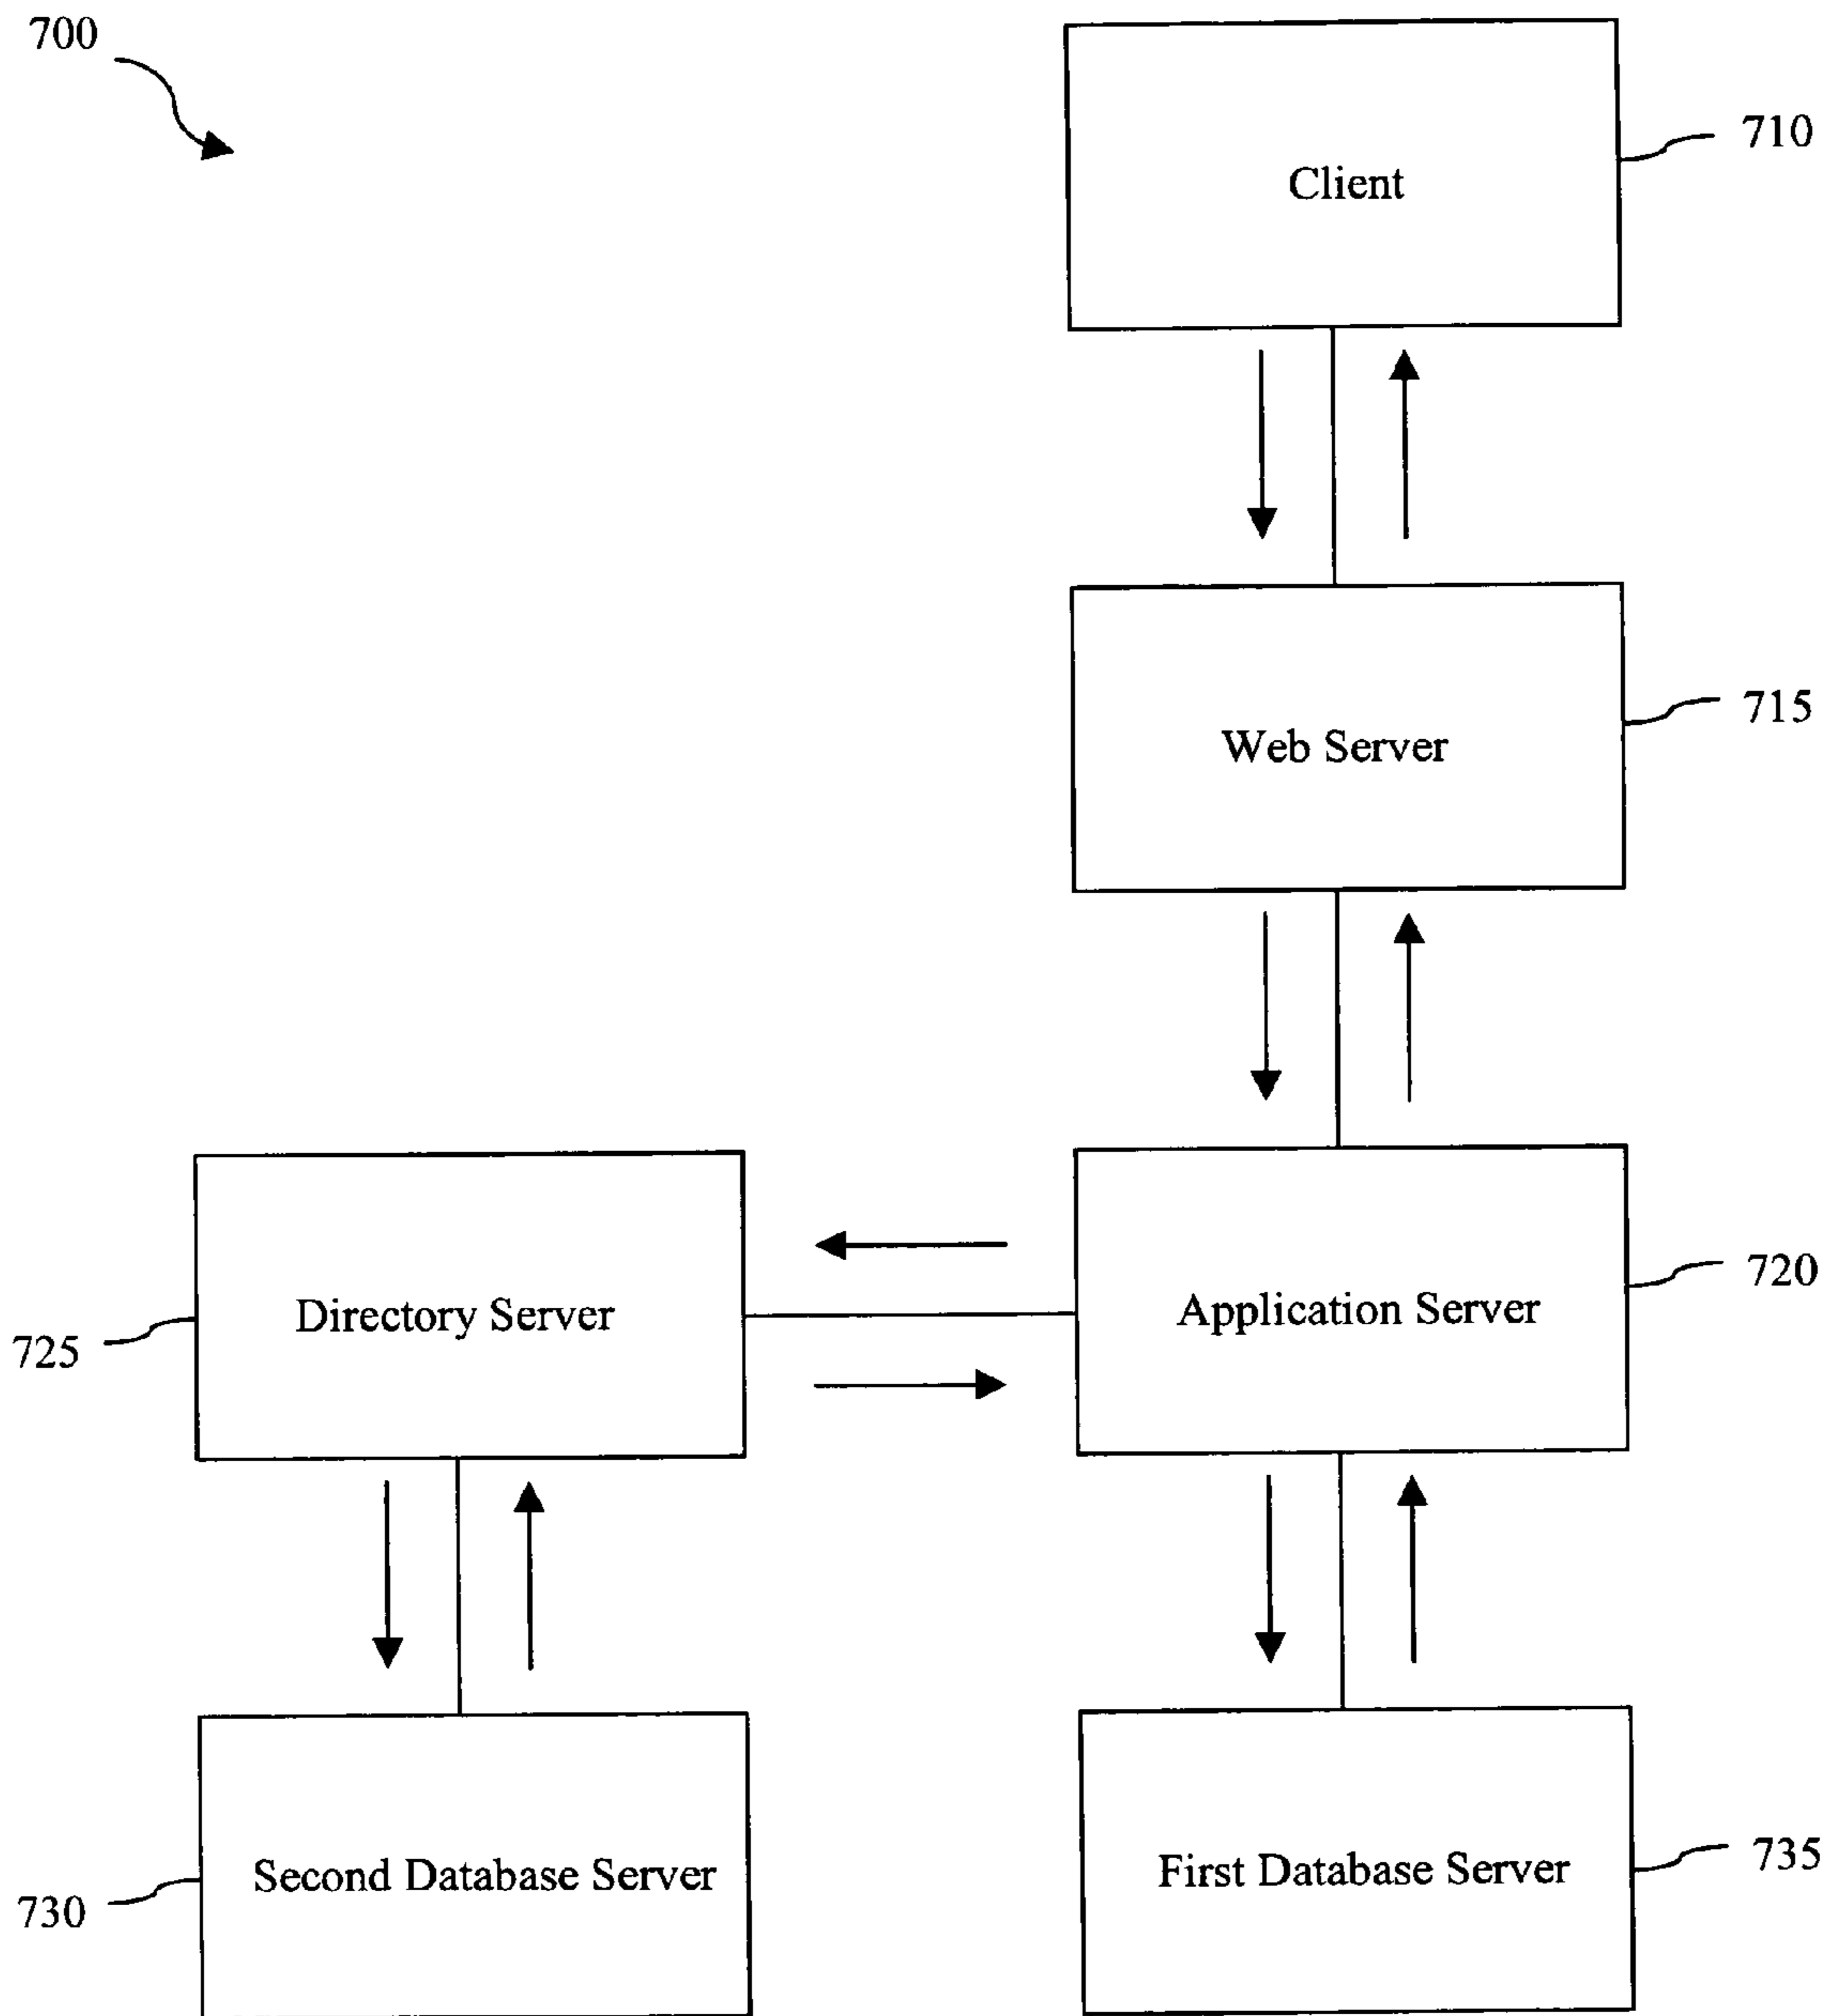 700
710
Client
715
Web Server
720
Directory Server
Application Server
725
735
Second Database Server
First Database Server
730